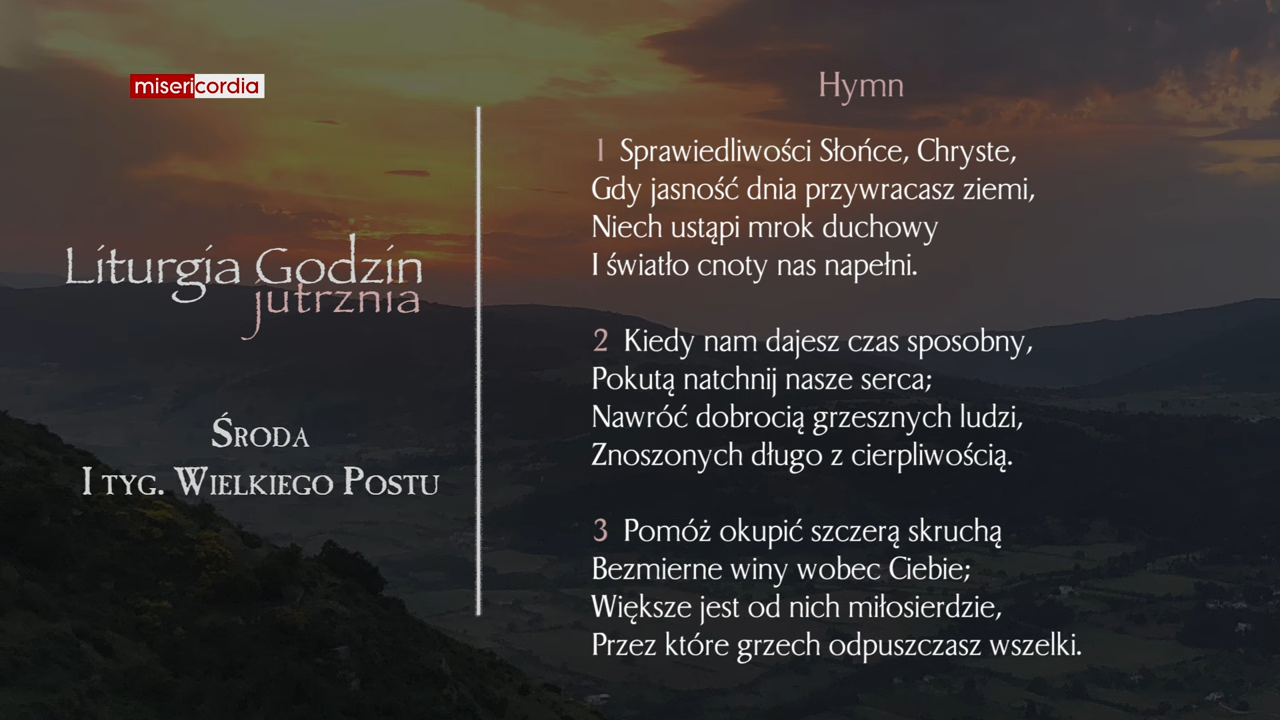 misericordia
Liturgia Godzin
jutrznia
Środa
I tyg. Wielkiego Postu
Hymn
1 Sprawiedliwości Słońce, Chryste,
Gdy jasność dnia przywracasz ziemi,
Niech ustąpi mrok duchowy
I światło cnoty nas napełni.
2 Kiedy nam dajesz czas sposobny,
Pokutą natchnij nasze serca;
Nawróć dobrocią grzesznych ludzi,
Znoszonych długo z cierpliwością.
3 Pomóż okupić szczerą skruchą
Bezmierne winy wobec Ciebie;
Większe jest od nich miłosierdzie,
Przez które grzech odpuszczasz wszelki.